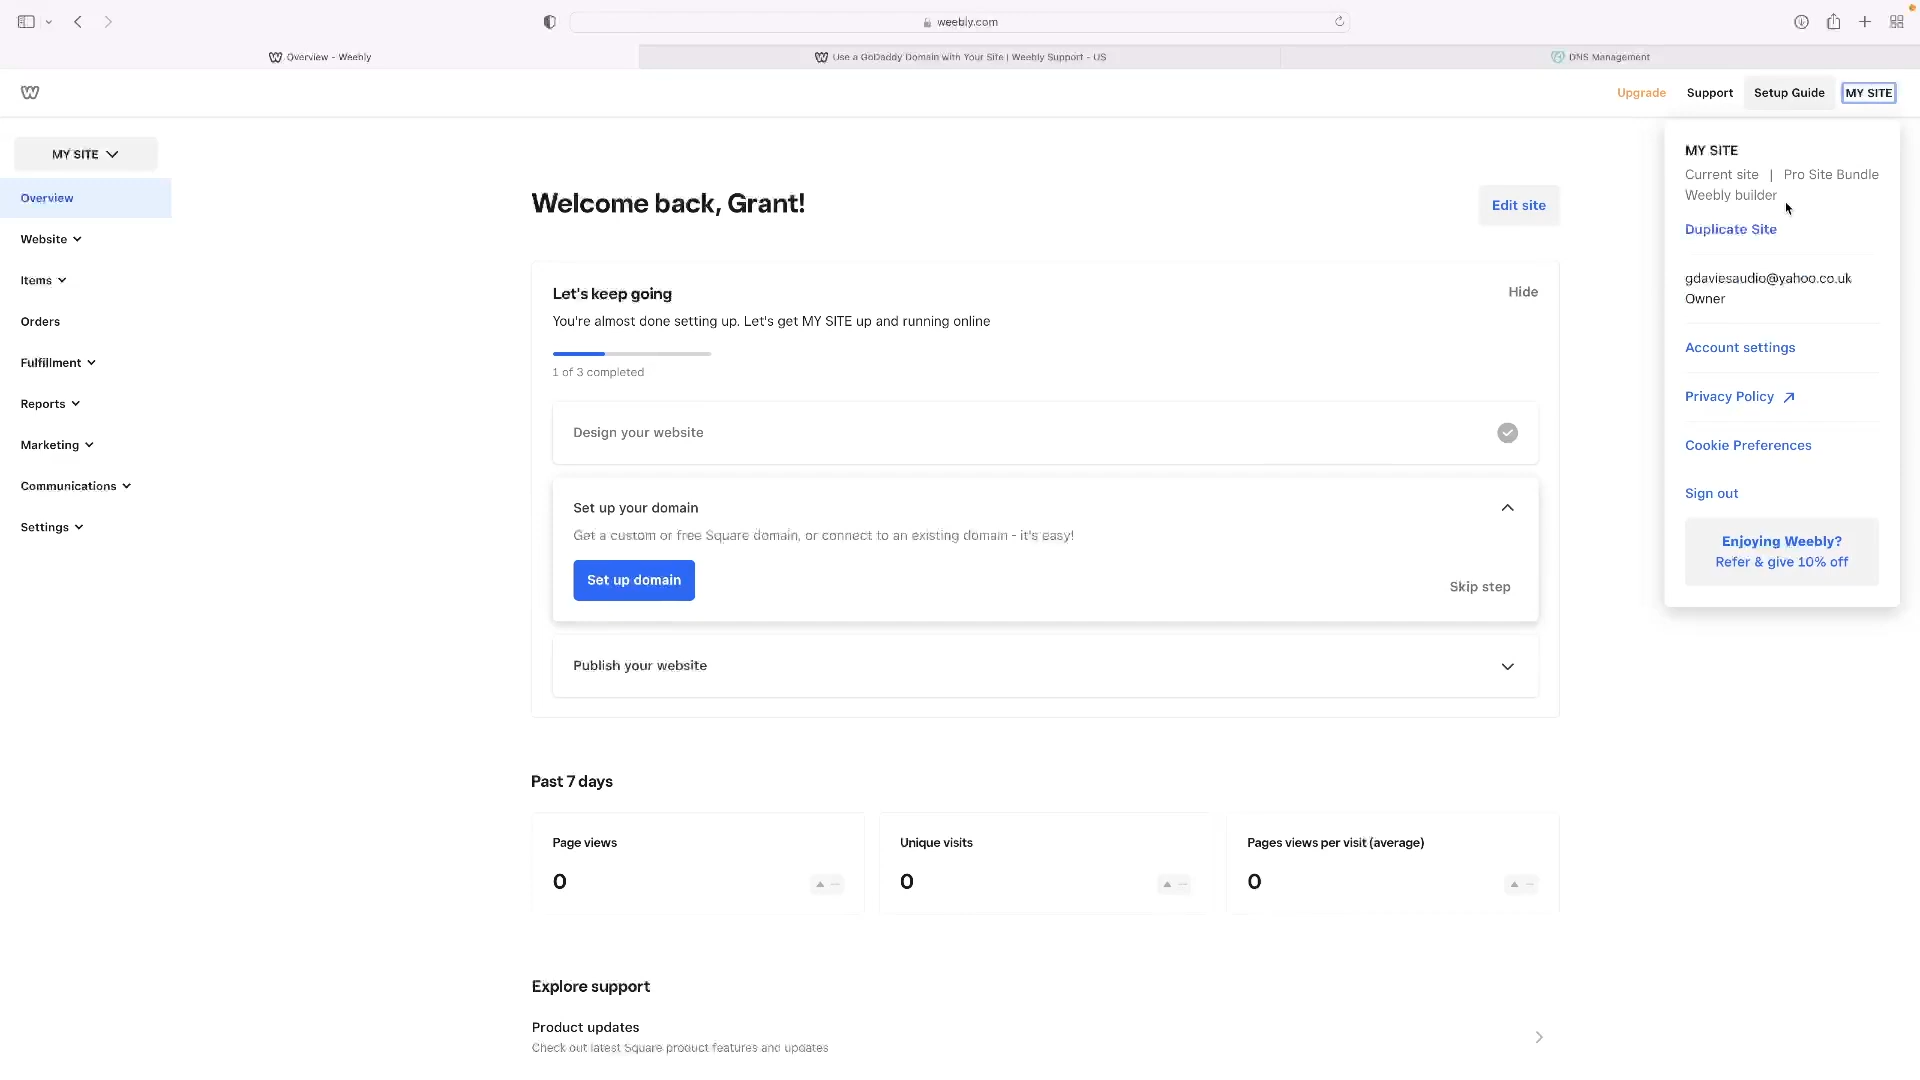 weebly.com
Overview - Weebly
Use a GoDaddy Domain with Your Site | Weebly Support - US
DNS Management
Upgrade
Support
Setup Guide
MY SITE
MY SITE
Overview
Website
Items
Orders
Fulfillment
Reports
Marketing
Communications
Settings
Welcome back, Grant!
Edit site
Let's keep going
Hide
You're almost done setting up. Let's get MY SITE up and running online
1 of 3 completed
Design your website
Set up your domain
Get a custom or free Square domain, or connect to an existing domain - it's easy!
Set up domain
Skip step
Publish your website
Past 7 days
Page views
0
Unique visits
0
Pages views per visit (average)
0
Explore support
Product updates
Check out latest Square product features and updates
MY SITE
Current site | Pro Site Bundle
Weebly builder
Duplicate Site
gdaviesaudio@yahoo.co.uk
Owner
Account settings
Privacy Policy
Cookie Preferences
Sign out
Enjoying Weebly?
Refer & give 10% off